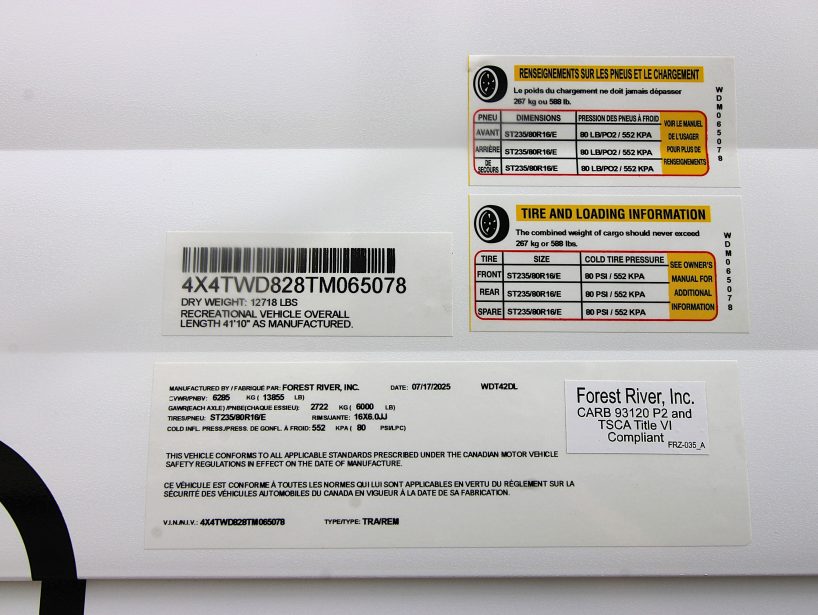 RENSEIGNEMENTS SUR LES PNEUS ET LE CHARGEMENT
Le poids du chargement ne doit jamais dépasser
267 kg ou 588 lb.
PNEU DIMENSIONS PRESSION DES PNEUS À FROID VOIR LE MANUEL
AVANT ST235/80R16/E 80 LB/PO2 / 552 KPA DE L'USAGER
ARRIÈRE ST235/80R16/E 80 LB/PO2 / 552 KPA POUR PLUS DE
DE SECOURS ST235/80R16/E 80 LB/PO2 / 552 KPA RENSEIGNEMENTS
WDM065078
TIRE AND LOADING INFORMATION
The combined weight of cargo should never exceed
267 kg or 588 lbs.
TIRE SIZE COLD TIRE PRESSURE SEE OWNER'S
FRONT ST235/80R16/E 80 PSI / 552 KPA MANUAL FOR
REAR ST235/80R16/E 80 PSI / 552 KPA ADDITIONAL
SPARE ST235/80R16/E 80 PSI / 552 KPA INFORMATION
WDM065078
4X4TWD828TM065078
DRY WEIGHT: 12718 LBS
RECREATIONAL VEHICLE OVERALL
LENGTH 41'10" AS MANUFACTURED.
MANUFACTURED BY / FABRIQUÉ PAR: FOREST RIVER, INC. DATE: 07/17/2025 WDT42DL
GVWR/PNBV: 6285 KG ( 13855 LB)
GAWR(EACH AXLE) / PNBE(CHAQUE ESSIEU): 2722 KG ( 6000 LB)
TIRES/PNEU: ST235/80R16/E RIMS/JANTE: 16X6.0JJ
COLD INFL. PRESS./PRESS. DE GONFL. À FROID: 552 KPA ( 80 PSI/LPC)
Forest River, Inc.
CARB 93120 P2 and
TSCA Title VI
Compliant
FRZ-035_A
THIS VEHICLE CONFORMS TO ALL APPLICABLE STANDARDS PRESCRIBED UNDER THE CANADIAN MOTOR VEHICLE
SAFETY REGULATIONS IN EFFECT ON THE DATE OF MANUFACTURE.
CE VÉHICULE EST CONFORME À TOUTES LES NORMES QUI LUI SONT APPLICABLES EN VERTU DU RÈGLEMENT SUR LA
SÉCURITÉ DES VÉHICULES AUTOMOBILES DU CANADA EN VIGUEUR À LA DATE DE SA FABRICATION.
V.I.N./N.I.V.: 4X4TWD828TM065078 TYPE/TYPE: TRA/REM